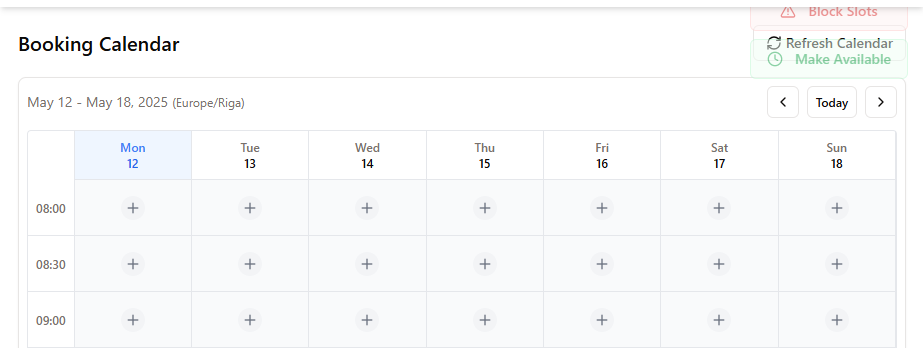 Block Slots
Booking Calendar
Refresh Calendar
Make Available
May 12 - May 18, 2025 (Europe/Riga)
Today
Mon Tue Wed Thu Fri Sat Sun
12 13 14 15 16 17 18
08:00
08:30
09:00